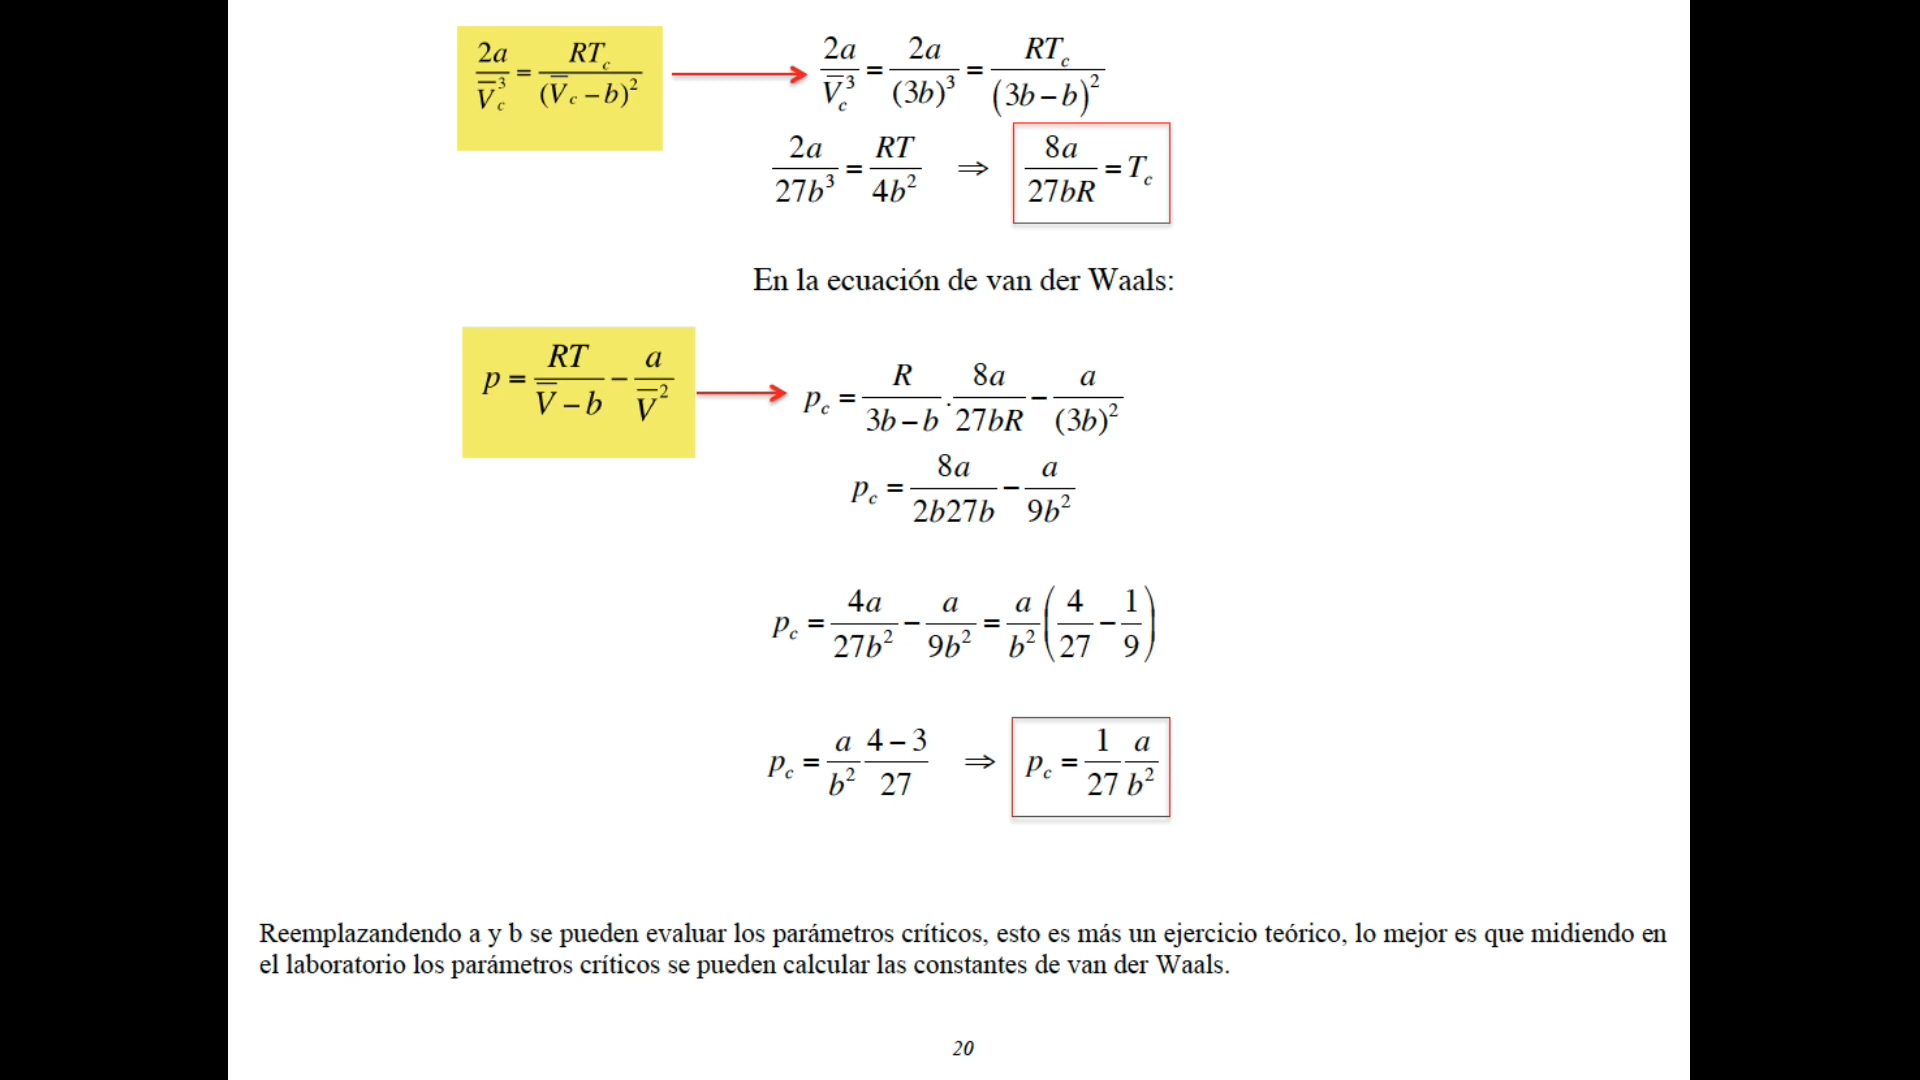 2a/V̅c³ = RTc/(V̅c – b)² → 2a/V̅c³ = 2a/(3b)³ = RTc/(3b – b)²
2a/27b³ = RT/4b² ⇒ 8a/27bR = Tc
En la ecuación de van der Waals:
p = RT/(V̅ – b) – a/V̅² → pc = R/(3b – b) . 8a/27bR – a/(3b)²
pc = 8a/2b27b – a/9b²
pc = 4a/27b² – a/9b² = a/b² (4/27 – 1/9)
pc = a/b² (4 – 3)/27 ⇒ pc = 1/27 a/b²
Reemplazandendo a y b se pueden evaluar los parámetros críticos, esto es más un ejercicio teórico, lo mejor es que midiendo en
el laboratorio los parámetros críticos se pueden calcular las constantes de van der Waals.
20